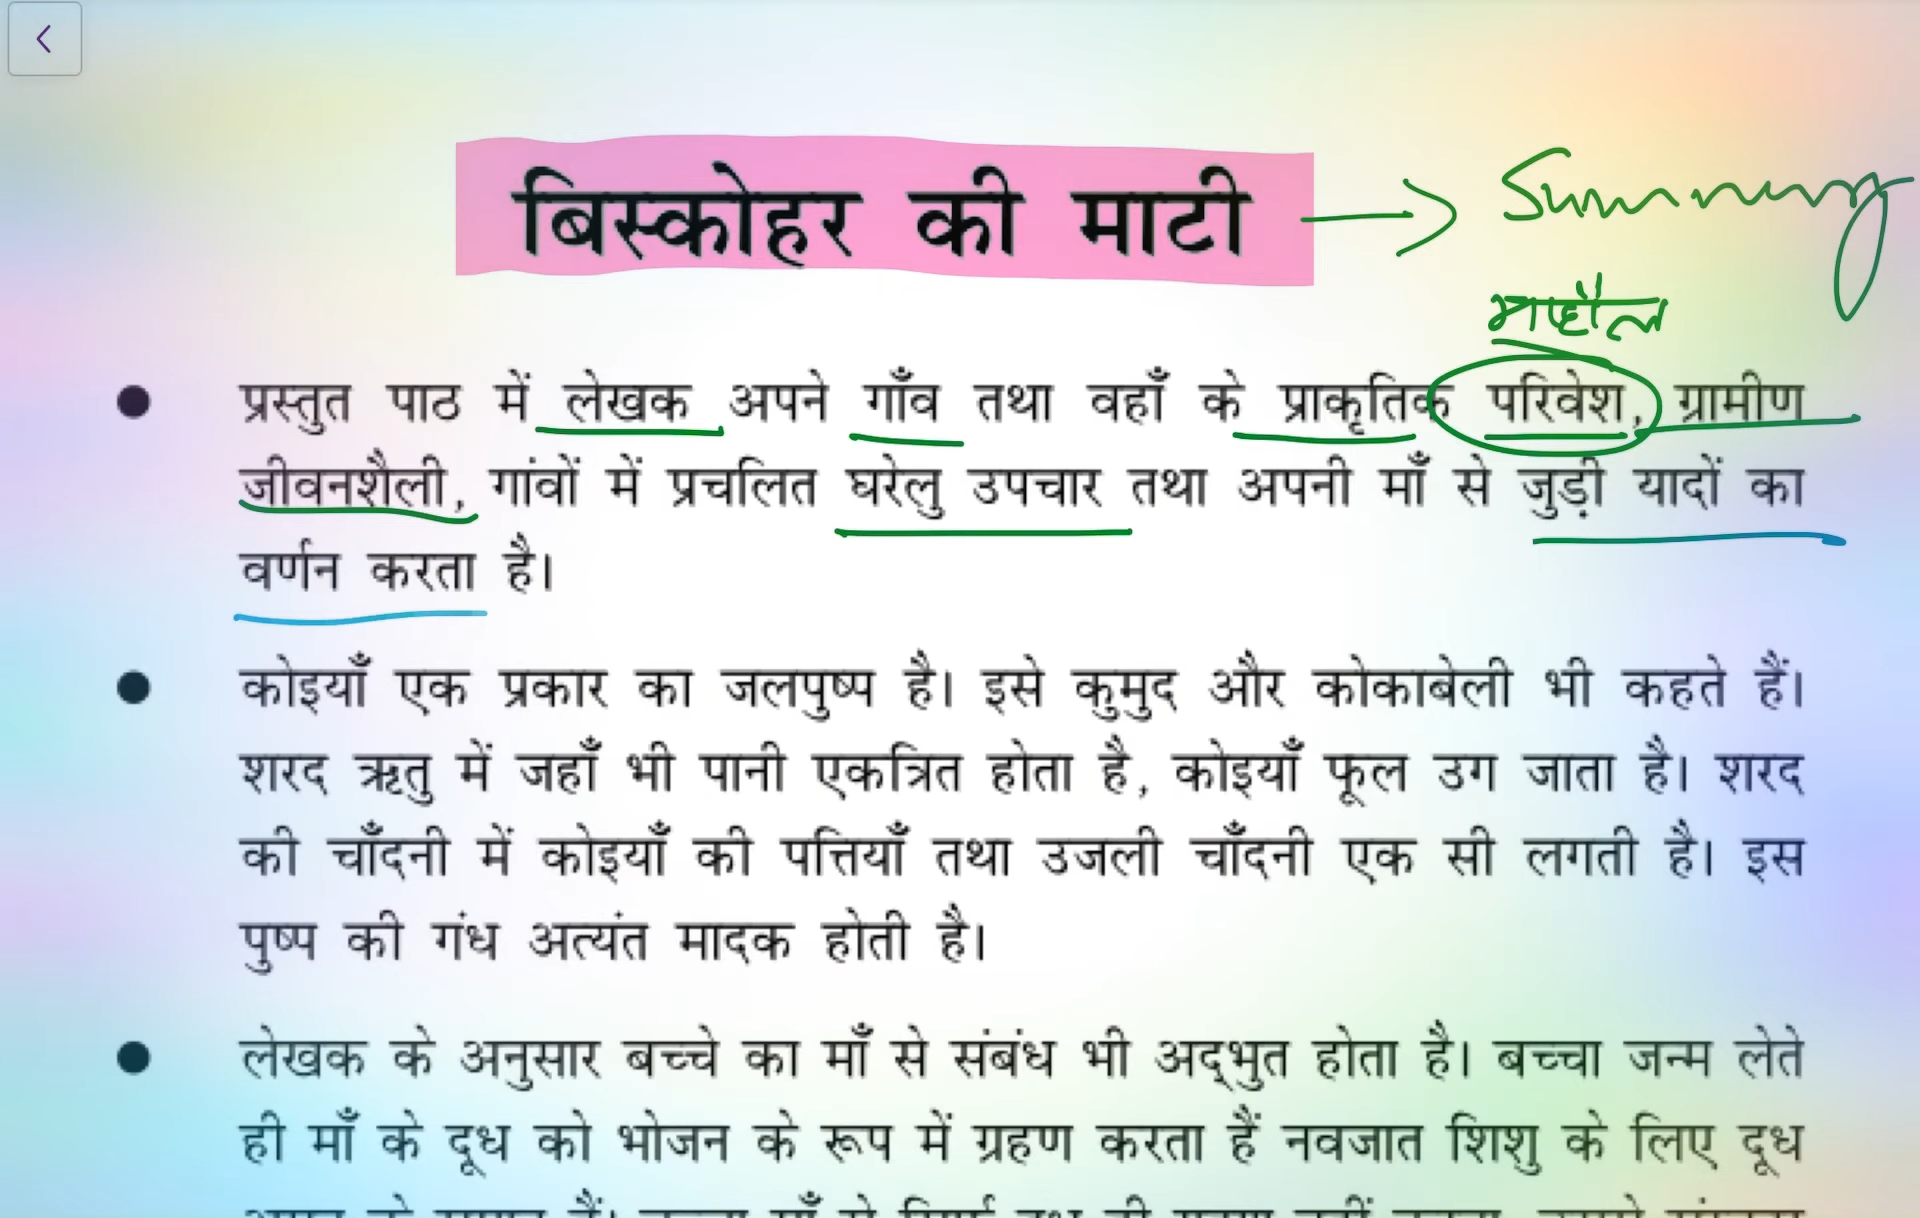 बिस्कोहर की माटी → Summary
माहौल
• प्रस्तुत पाठ में लेखक अपने गाँव तथा वहाँ के प्राकृतिक परिवेश, ग्रामीण
जीवनशैली, गांवों में प्रचलित घरेलु उपचार तथा अपनी माँ से जुड़ी यादों का
वर्णन करता है।
• कोइयाँ एक प्रकार का जलपुष्प है। इसे कुमुद और कोकाबेली भी कहते हैं।
शरद ऋतु में जहाँ भी पानी एकत्रित होता है, कोइयाँ फूल उग जाता है। शरद
की चाँदनी में कोइयाँ की पत्तियाँ तथा उजली चाँदनी एक सी लगती है। इस
पुष्प की गंध अत्यंत मादक होती है।
• लेखक के अनुसार बच्चे का माँ से संबंध भी अद्भुत होता है। बच्चा जन्म लेते
ही माँ के दूध को भोजन के रूप में ग्रहण करता हैं नवजात शिशु के लिए दूध